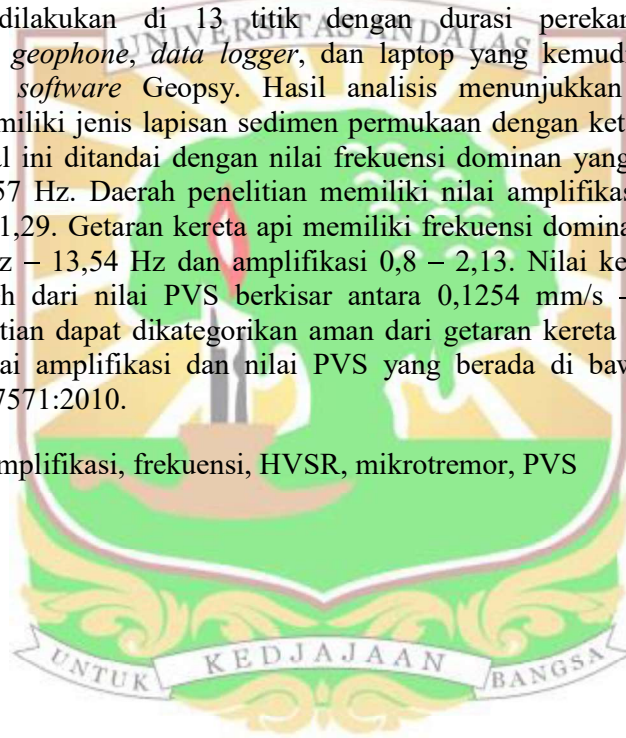 dilakukan di 13 titik dengan durasi perekan
UNIVERSITAS ANDALAS
geophone, data logger, dan laptop yang kemud
software Geopsy. Hasil analisis menunjukkan
miliki jenis lapisan sedimen permukaan dengan ket
al ini ditandai dengan nilai frekuensi dominan yang
57 Hz. Daerah penelitian memiliki nilai amplifikas
1,29. Getaran kereta api memiliki frekuensi domina
z – 13,54 Hz dan amplifikasi 0,8 – 2,13. Nilai ke
h dari nilai PVS berkisar antara 0,1254 mm/s –
tian dapat dikategorikan aman dari getaran kereta
ai amplifikasi dan nilai PVS yang berada di baw
7571:2010.
mplifikasi, frekuensi, HVSR, mikrotremor, PVS
UNTUK KEDJAJAAN BANGSA